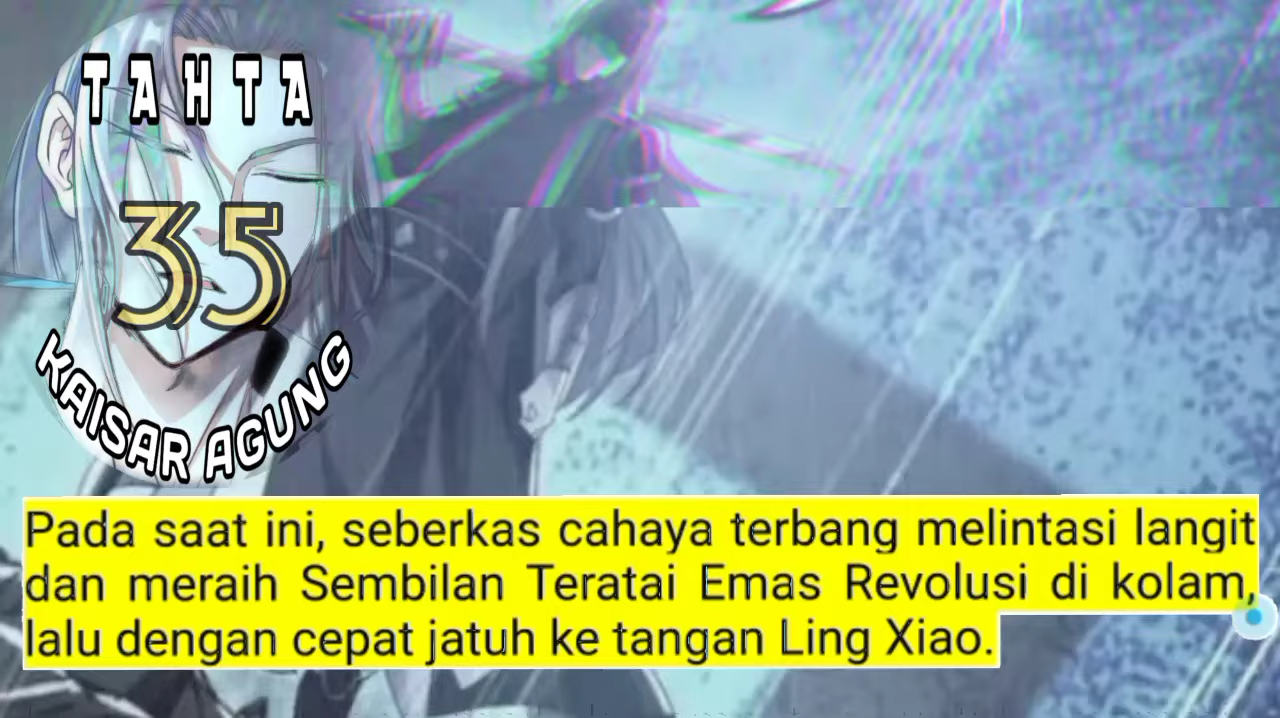 TAHTA
35
KAISAR AGUNG
Pada saat ini, seberkas cahaya terbang melintasi langit
dan meraih Sembilan Teratai Emas Revolusi di kolam,
lalu dengan cepat jatuh ke tangan Ling Xiao.